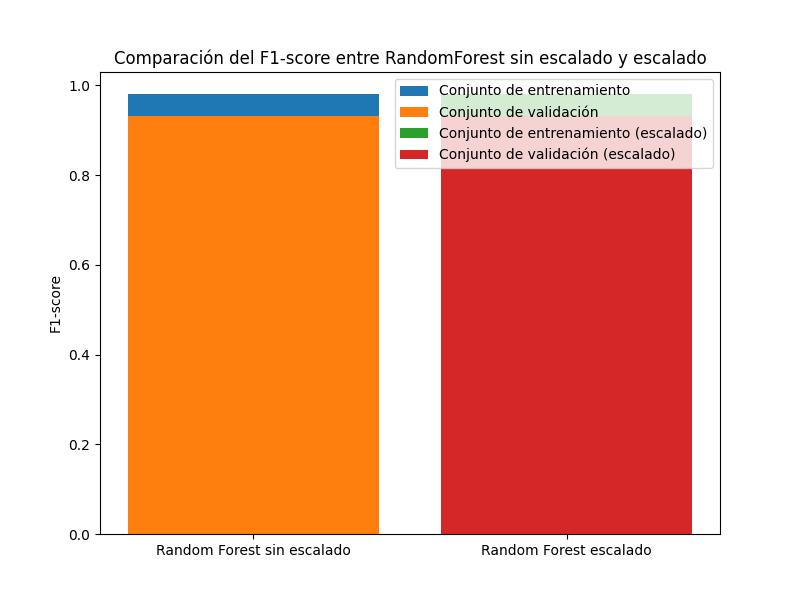 Comparación del F1-score entre RandomForest sin escalado y escalado
Conjunto de entrenamiento
Conjunto de validación
Conjunto de entrenamiento (escalado)
Conjunto de validación (escalado)
F1-score
1.0
0.8
0.6
0.4
0.2
0.0
Random Forest sin escalado
Random Forest escalado